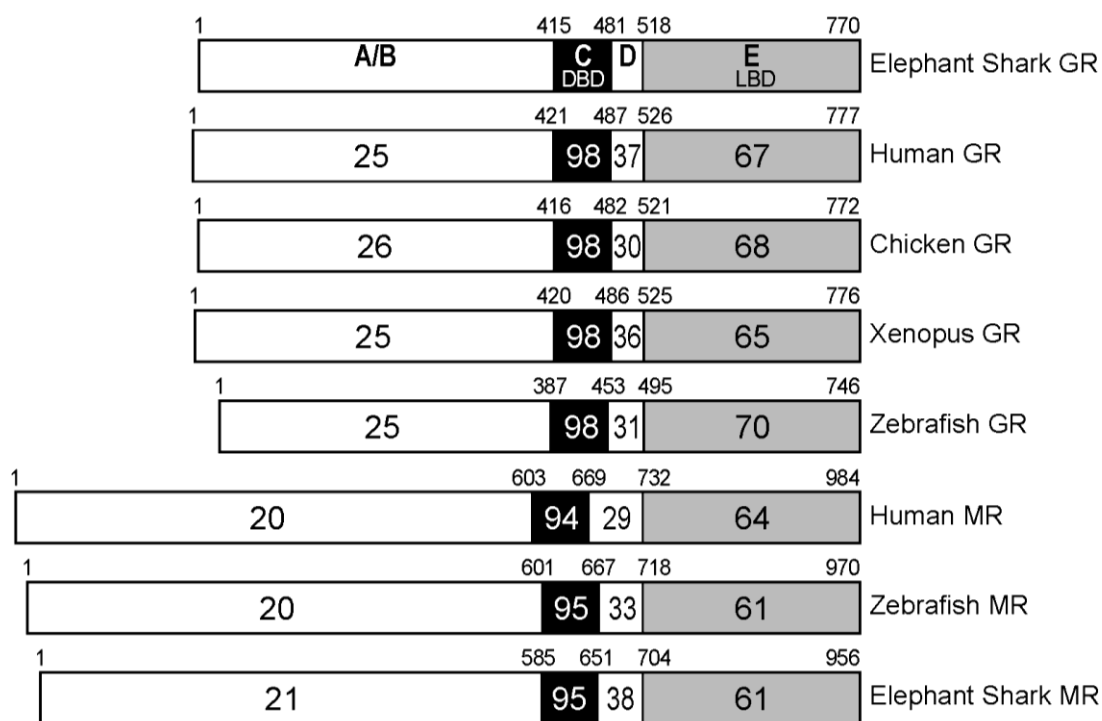 1 415 481 518 770
A/B C D E Elephant Shark GR
DBD LBD
1 421 487 526 777
25 98 37 67 Human GR
1 416 482 521 772
26 98 30 68 Chicken GR
1 420 486 525 776
25 98 36 65 Xenopus GR
1 387 453 495 746
25 98 31 70 Zebrafish GR
1 603 669 732 984
20 94 29 64 Human MR
1 601 667 718 970
20 95 33 61 Zebrafish MR
1 585 651 704 956
21 95 38 61 Elephant Shark MR